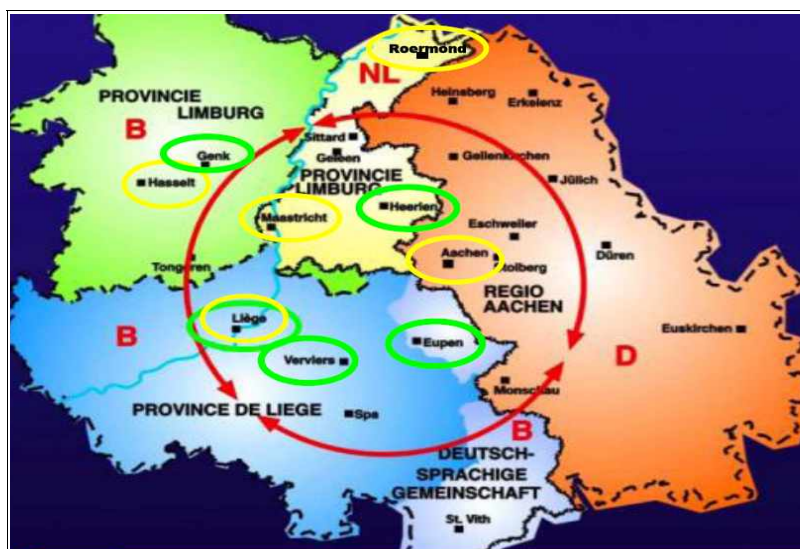 Roermond
NL
Heinsberg
Erkelenz
PROVINCIE
LIMBURG
B
Sittard
Geleen
Genk
Hasselt
Geilenkirchen
Jülich
PROVINCIE
LIMBURG
Heerlen
Maastricht
Eschweiler
Aachen
Stolberg
Düren
Tongeren
REGIO
AACHEN
B
Liège
Verviers
Eupen
Euskirchen
D
Monschau
PROVINCE DE LIEGE
Spa
B
DEUTSCH-
SPRACHIGE
GEMEINSCHAFT
St. Vith